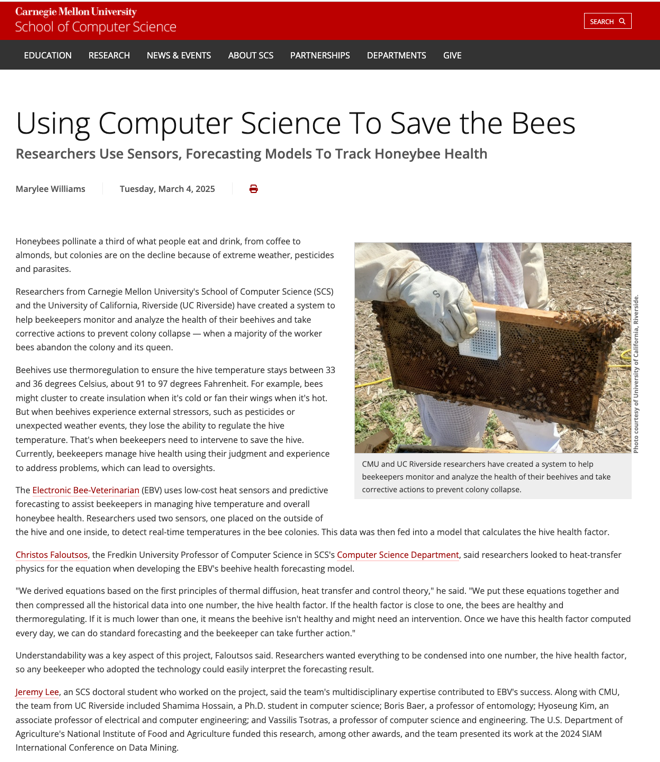 Carnegie Mellon University
School of Computer Science
SEARCH
EDUCATION RESEARCH NEWS & EVENTS ABOUT SCS PARTNERSHIPS DEPARTMENTS GIVE
Using Computer Science To Save the Bees
Researchers Use Sensors, Forecasting Models To Track Honeybee Health
Marylee Williams Tuesday, March 4, 2025
Honeybees pollinate a third of what people eat and drink, from coffee to
almonds, but colonies are on the decline because of extreme weather, pesticides
and parasites.
Researchers from Carnegie Mellon University's School of Computer Science (SCS)
and the University of California, Riverside (UC Riverside) have created a system to
help beekeepers monitor and analyze the health of their beehives and take
corrective actions to prevent colony collapse — when a majority of the worker
bees abandon the colony and its queen.
Beehives use thermoregulation to ensure the hive temperature stays between 33
and 36 degrees Celsius, about 91 to 97 degrees Fahrenheit. For example, bees
might cluster to create insulation when it's cold or fan their wings when it's hot.
But when beehives experience external stressors, such as pesticides or
unexpected weather events, they lose the ability to regulate the hive
temperature. That's when beekeepers need to intervene to save the hive.
Currently, beekeepers manage hive health using their judgment and experience
to address problems, which can lead to oversights.
Photo courtesy of University of California, Riverside.
CMU and UC Riverside researchers have created a system to help
beekeepers monitor and analyze the health of their beehives and take
corrective actions to prevent colony collapse.
The Electronic Bee-Veterinarian (EBV) uses low-cost heat sensors and predictive
forecasting to assist beekeepers in managing hive temperature and overall
honeybee health. Researchers used two sensors, one placed on the outside of
the hive and one inside, to detect real-time temperatures in the bee colony. This data was then fed into a model that calculates the hive health factor.
Christos Faloutsos, the Fredkin University Professor of Computer Science in SCS's Computer Science Department, said researchers looked to heat-transfer
physics for the equation when developing the EBV's beehive health forecasting model.
"We derived equations based on the first principles of thermal diffusion, heat transfer and control theory," he said. "We put these equations together and
then compressed all the historical data into one number, the hive health factor. If the health factor is close to one, the bees are healthy and
thermoregulating. If it is much lower than one, it means the beehive isn't healthy and might need an intervention. Once we have this health factor computed
every day, we can do standard forecasting and the beekeeper can take further action."
Understandability was a key aspect of this project, Faloutsos said. Researchers wanted everything to be condensed into one number, the hive health factor,
so any beekeeper who adopted the technology could easily interpret the forecasting result.
Jeremy Lee, an SCS doctoral student who worked on the project, said the team's multidisciplinary expertise contributed to EBV's success. Along with CMU,
the team from UC Riverside included Shamima Hossain, a Ph.D. student in computer science; Boris Baer, a professor of entomology; Hyoseung Kim, an
associate professor of electrical and computer engineering; and Vassilis Tsotras, a professor of computer science and engineering. The U.S. Department of
Agriculture's National Institute of Food and Agriculture funded this research, among other awards, and the team presented its work at the 2024 SIAM
International Conference on Data Mining.